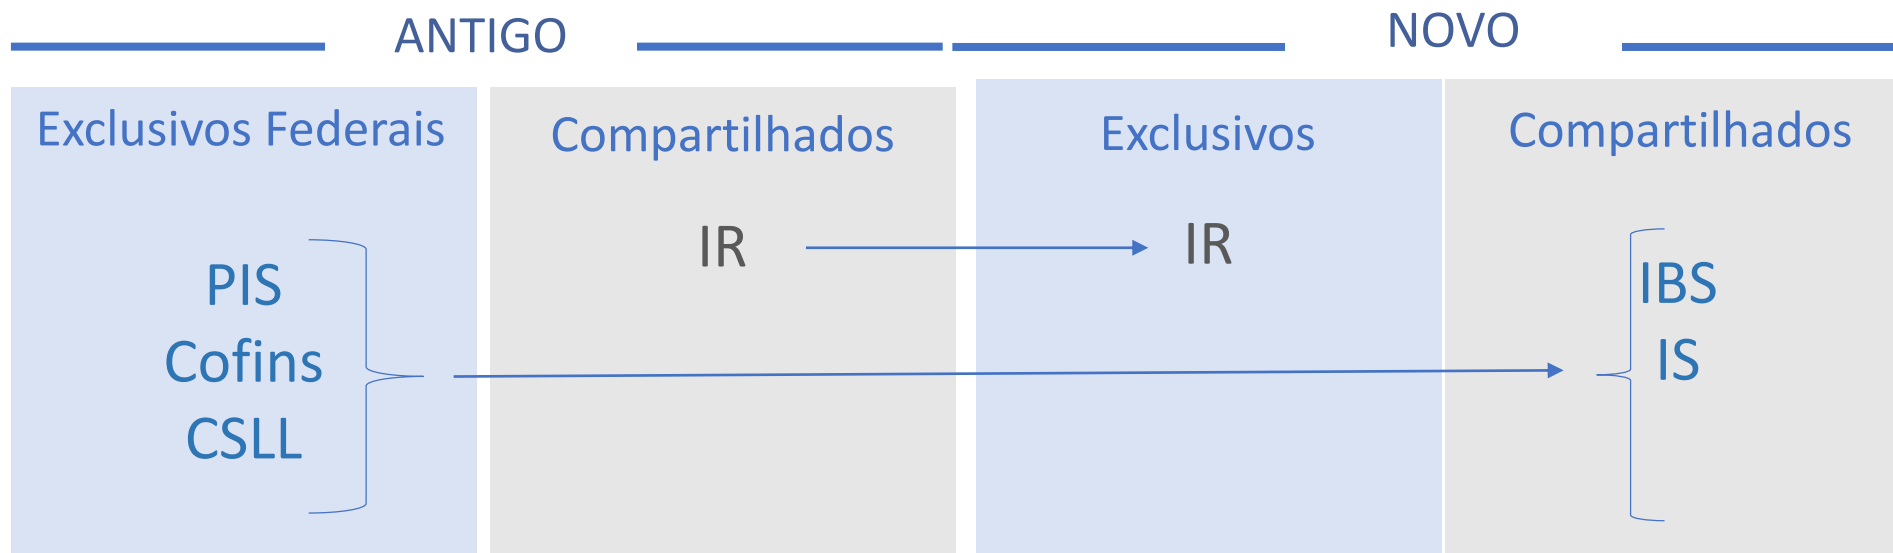 ANTIGO
NOVO
Exclusivos Federais
Compartilhados
Exclusivos
Compartilhados
PIS
Cofins
CSLL
IR
IR
IBS
IS